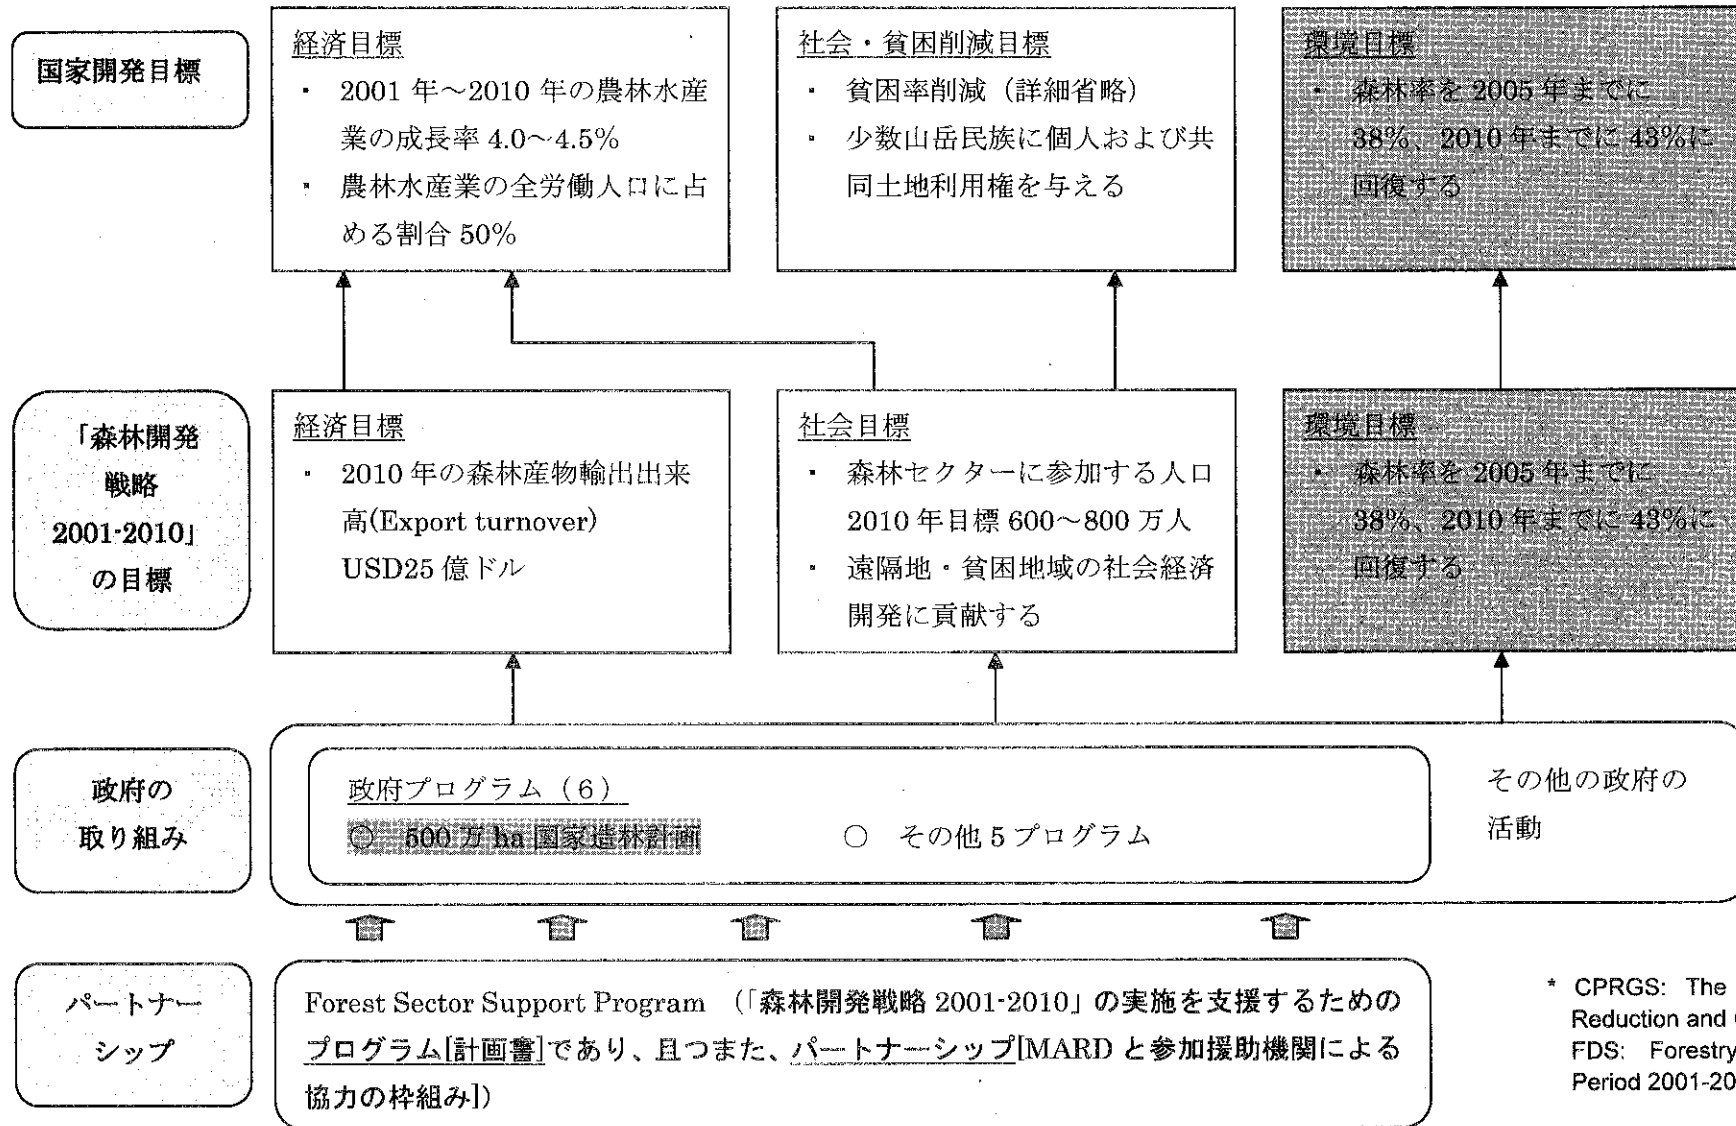 国家開発目標
経済目標
・ 2001年～2010年の農林水産
業の成長率 4.0～4.5%
・ 農林水産業の全労働人口に占
める割合 50%
社会・貧困削減目標
・ 貧困率削減（詳細省略）
・ 少数山岳民族に個人および共
同土地利用権を与える
環境目標
・ 森林率を 2005 年までに
38%、2010 年までに 43%に
回復する
「森林開発
戦略
2001-2010」
の目標
経済目標
・ 2010 年の森林産物輸出出来
高(Export turnover)
USD25 億ドル
社会目標
・ 森林セクターに参加する人口
2010 年目標 600～800 万人
・ 遠隔地・貧困地域の社会経済
開発に貢献する
環境目標
・ 森林率を 2005 年までに
38%、2010 年までに 43%に
回復する
政府の
取り組み
政府プログラム（６）
○ 500 万 ha 国家造林計画
○ その他 5 プログラム
その他の政府の
活動
パートナー
シップ
Forest Sector Support Program （「森林開発戦略 2001-2010」の実施を支援するための
プログラム[計画書]であり、且つまた、パートナーシップ[MARD と参加援助機関による
協力の枠組み]）
* CPRGS: The
Reduction and
FDS: Forestry
Period 2001-20